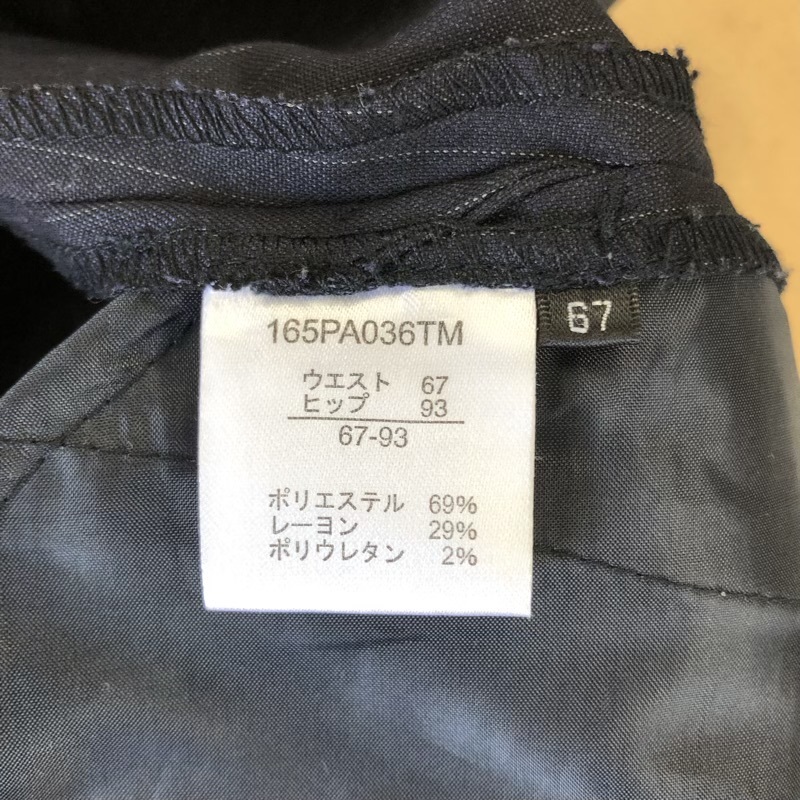 165PA036TM
67
ウエスト 67
ヒップ 93
67-93
ポリエステル 69%
レーヨン 29%
ポリウレタン 2%